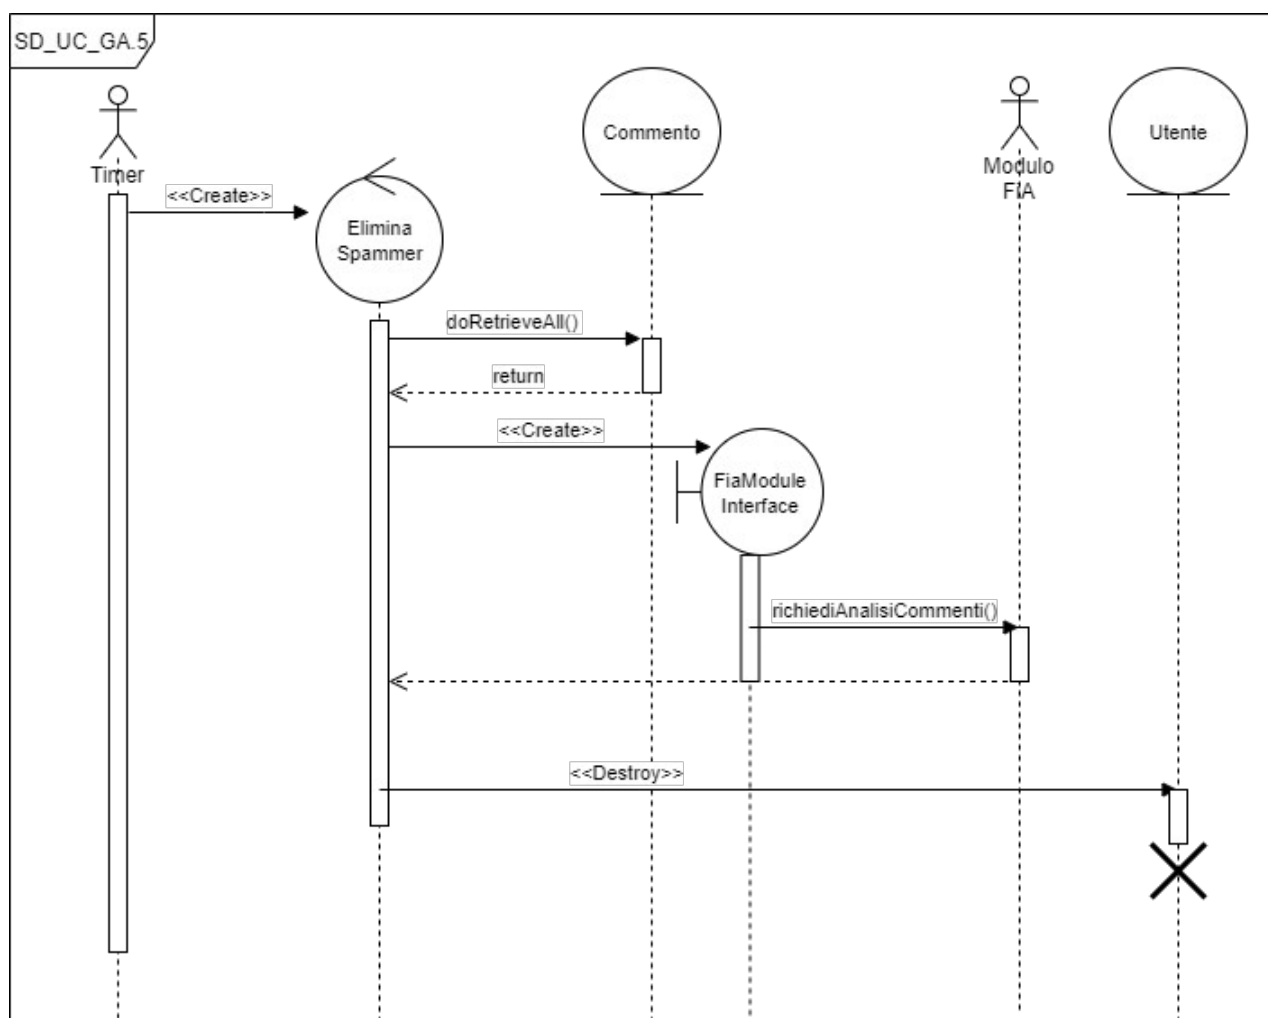 SD_UC_GA.5
Timer
<<Create>>
Elimina
Spammer
Commento
Modulo
FIA
Utente
doRetrieveAll()
return
<<Create>>
FiaModule
Interface
richiediAnalisiCommenti()
<<Destroy>>